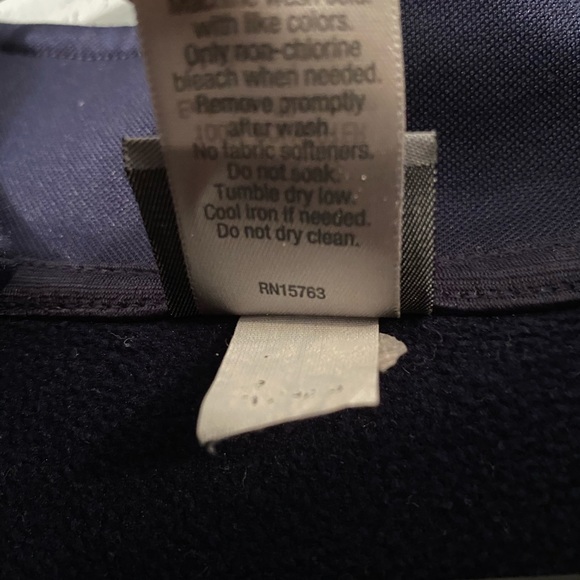 with like colors.
Only non-chlorine
bleach when needed.
Remove promptly
after wash.
No fabric softeners.
Do not soak.
Tumble dry low.
Cool iron if needed.
Do not dry clean.
RN15763